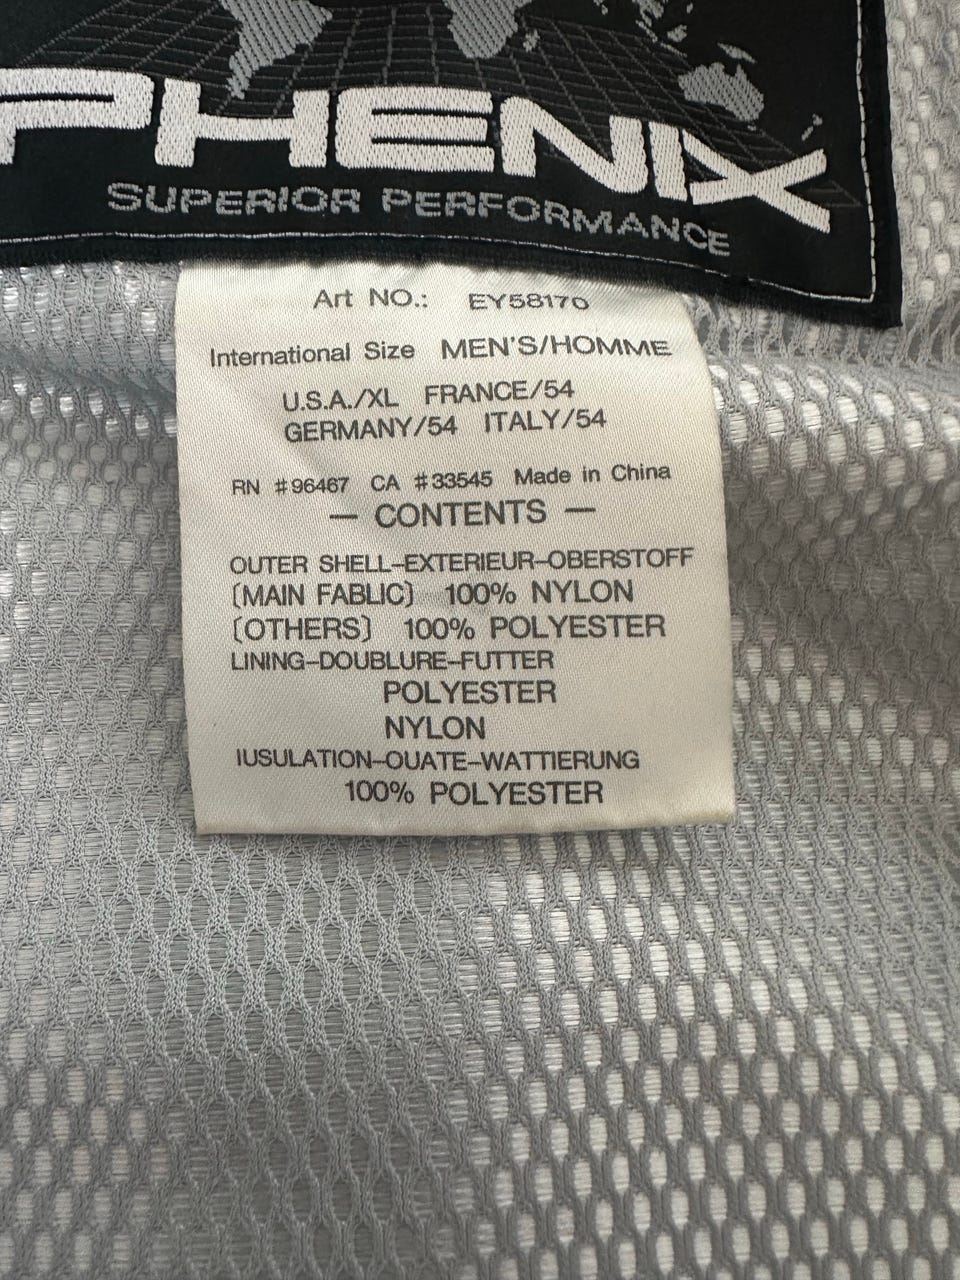 PHENIX
SUPERIOR PERFORMANCE
Art NO.: EY58170
International Size MEN'S/HOMME
U.S.A./XL FRANCE/54
GERMANY/54 ITALY/54
RN #96467 CA #33545 Made in China
— CONTENTS —
OUTER SHELL–EXTERIEUR–OBERSTOFF
[MAIN FABLIC] 100% NYLON
[OTHERS] 100% POLYESTER
LINING–DOUBLURE–FUTTER
POLYESTER
NYLON
IUSULATION–OUATE–WATTIERUNG
100% POLYESTER